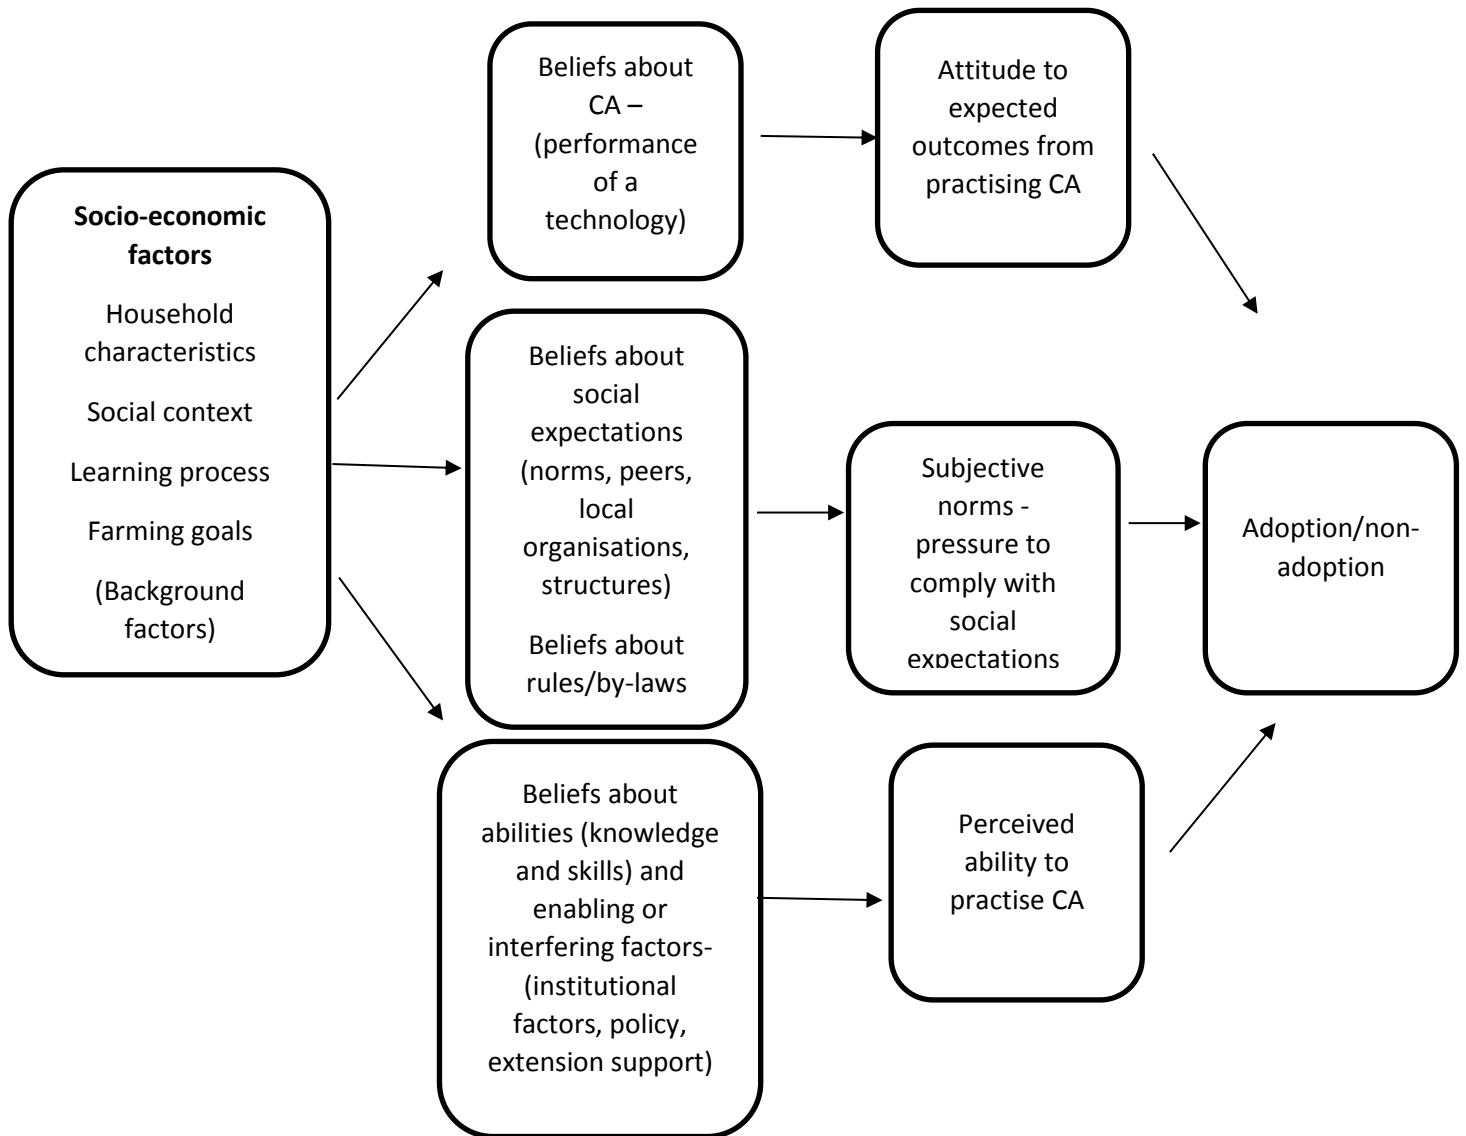 Socio-economic
factors
Household
characteristics
Social context
Learning process
Farming goals
(Background
factors)
Beliefs about
CA –
(performance
of a
technology)
Attitude to
expected
outcomes from
practising CA
Beliefs about
social
expectations
(norms, peers,
local
organisations,
structures)
Beliefs about
rules/by-laws
Subjective
norms -
pressure to
comply with
social
expectations
Adoption/non-
adoption
Beliefs about
abilities (knowledge
and skills) and
enabling or
interfering factors-
(institutional
factors, policy,
extension support)
Perceived
ability to
practise CA